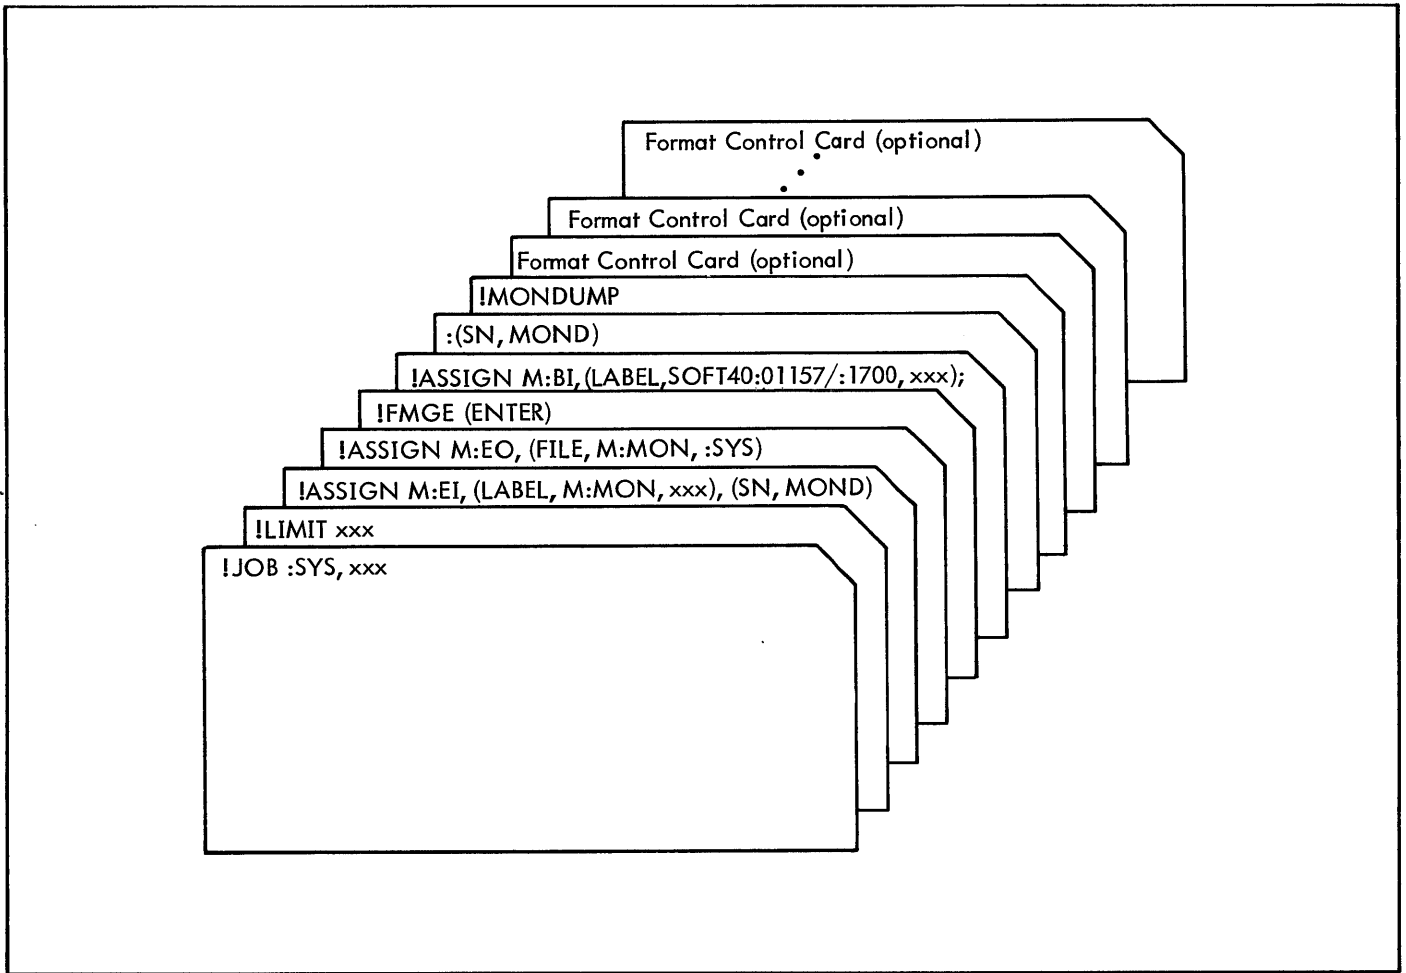 Format Control Card (optional)
Format Control Card (optional)
Format Control Card (optional)
!MONDUMP
:(SN, MOND)
!ASSIGN M:BI, (LABEL,SOFT40:01157/:1700, xxx);
!FMGE (ENTER)
!ASSIGN M:EO, (FILE, M:MON, :SYS)
!ASSIGN M:EI, (LABEL, M:MON, xxx), (SN, MOND)
!LIMIT xxx
!JOB :SYS, xxx